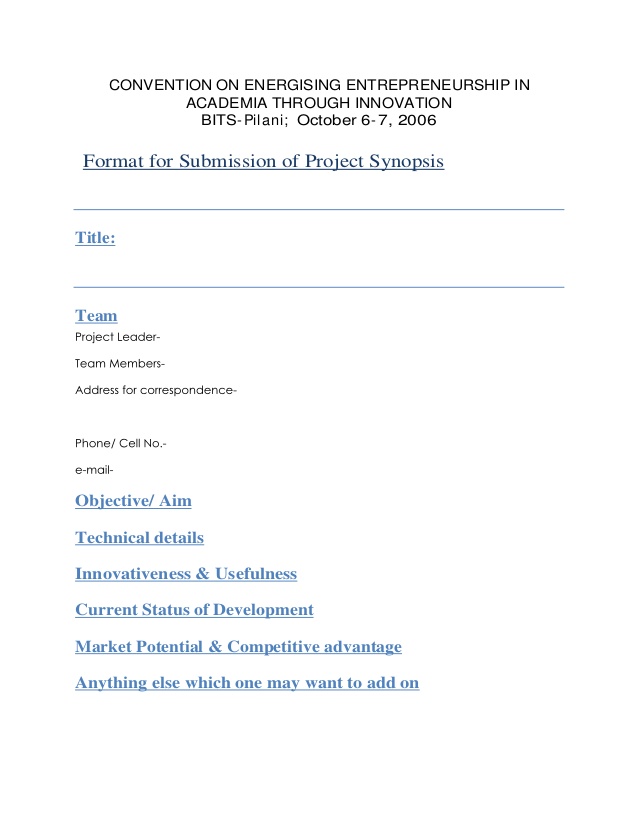 CONVENTION ON ENERGISING ENTREPRENEURSHIP IN
ACADEMIA THROUGH INNOVATION
BITS-Pilani; October 6-7, 2006
Format for Submission of Project Synopsis
Title:
Team
Project Leader-
Team Members-
Address for correspondence-
Phone/ Cell No.-
e-mail-
Objective/ Aim
Technical details
Innovativeness & Usefulness
Current Status of Development
Market Potential & Competitive advantage
Anything else which one may want to add on